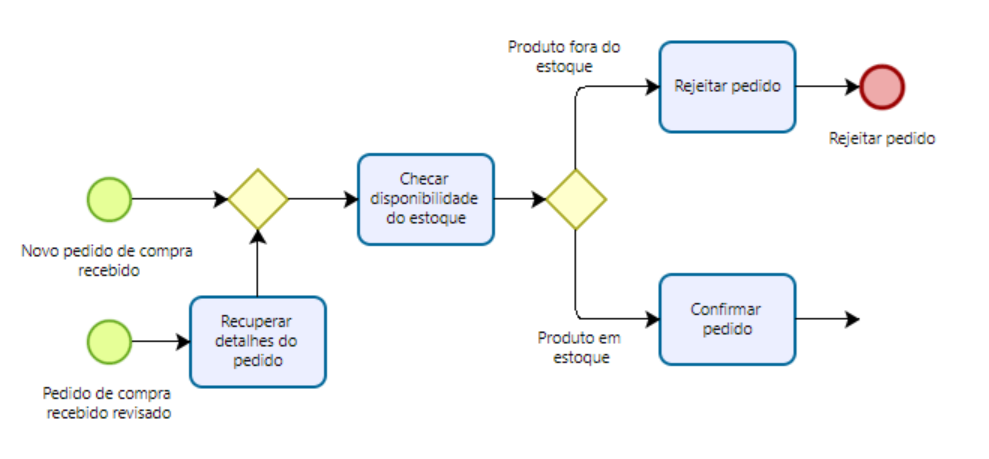 Produto fora do
estoque
Rejeitar pedido
Rejeitar pedido
Checar
disponibilidade
do estoque
Novo pedido de compra
recebido
Recuperar
detalhes do
pedido
Confirmar
pedido
Produto em
estoque
Pedido de compra
recebido revisado